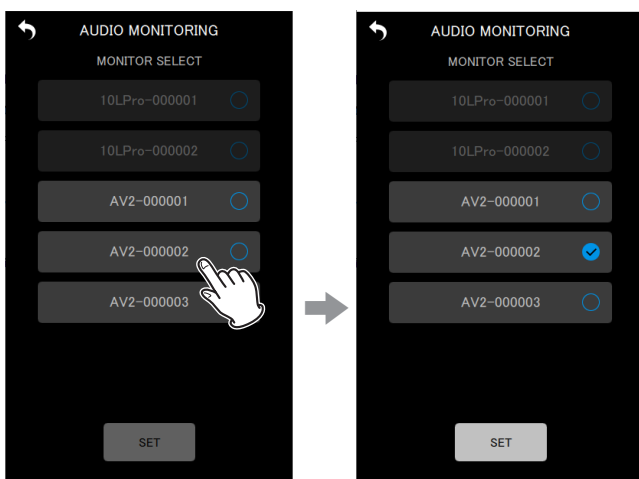 AUDIO MONITORING
MONITOR SELECT
10LPro-000001
10LPro-000002
AV2-000001
AV2-000002
AV2-000003
SET
AUDIO MONITORING
MONITOR SELECT
10LPro-000001
10LPro-000002
AV2-000001
AV2-000002
AV2-000003
SET